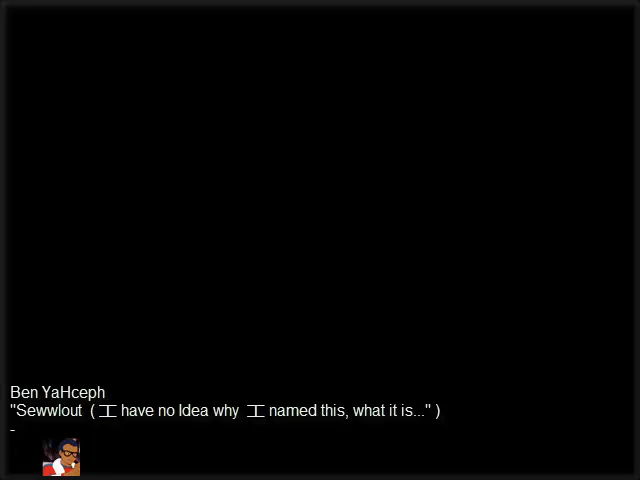 Ben YaHceph
"Sewwlout ( 工 have no Idea why 工 named this, what it is..." )
-